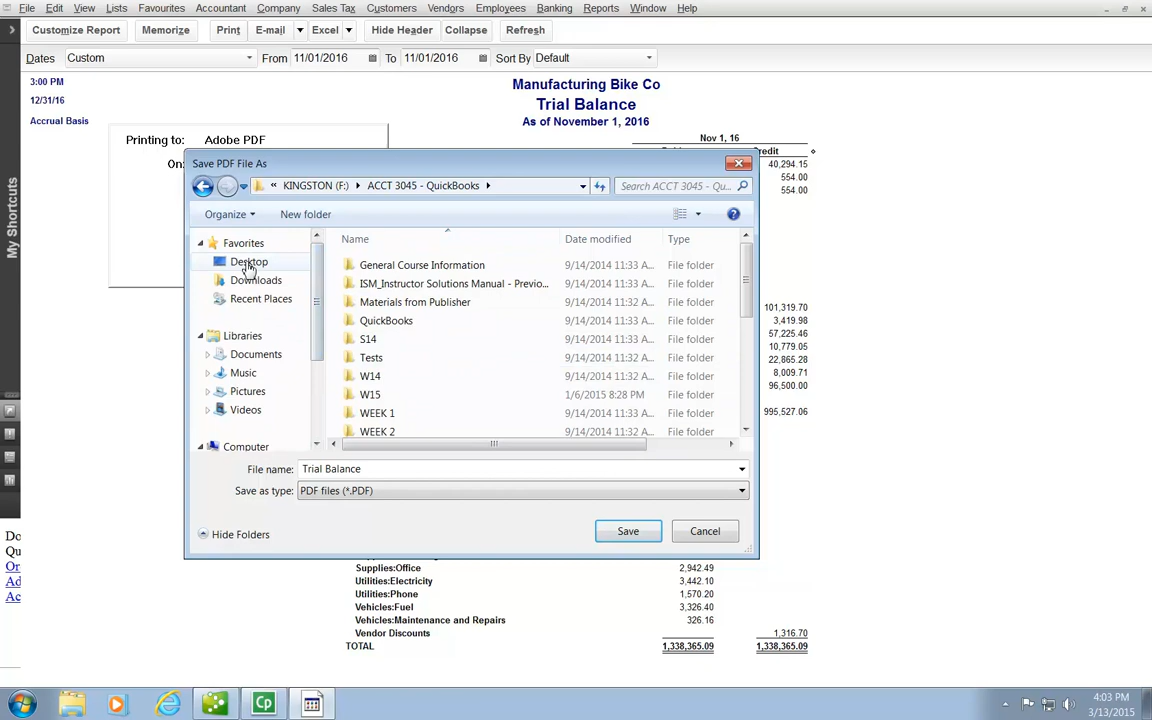 File Edit View Lists Favourites Accountant Company Sales Tax Customers Vendors Employees Banking Reports Window Help
Customize Report Memorize Print E-mail Excel Hide Header Collapse Refresh
Dates Custom From 11/01/2016 To 11/01/2016 Sort By Default
3:00 PM
12/31/16
Accrual Basis
Manufacturing Bike Co
Trial Balance
As of November 1, 2016
Nov 1, 16
My Shortcuts
Printing to: Adobe PDF
On:
40,294.15
554.00
554.00
Save PDF File As
« KINGSTON (F:) ACCT 3045 - QuickBooks Search ACCT 3045 - Qu...
Organize New folder
Favorites
Desktop
Downloads
Recent Places
Libraries
Documents
Music
Pictures
Videos
Computer
Name Date modified Type
General Course Information 9/14/2014 11:33 A... File folder
ISM_Instructor Solutions Manual - Previo... 9/14/2014 11:33 A... File folder
Materials from Publisher 9/14/2014 11:32 A... File folder
QuickBooks 9/14/2014 11:33 A... File folder
S14 9/14/2014 11:33 A... File folder
Tests 9/14/2014 11:32 A... File folder
W14 9/14/2014 11:32 A... File folder
W15 1/6/2015 8:28 PM File folder
WEEK 1 9/14/2014 11:33 A... File folder
WEEK 2 9/14/2014 11:32 A... File folder
File name: Trial Balance
Save as type: PDF files (*.PDF)
Hide Folders Save Cancel
101,319.70
3,419.98
57,225.46
10,779.05
22,865.28
8,009.71
96,500.00
995,527.06
Do
Qu
Or
Ad
Ac
Supplies:Office 2,942.49
Utilities:Electricity 3,442.10
Utilities:Phone 1,570.20
Vehicles:Fuel 3,326.40
Vehicles:Maintenance and Repairs 326.16
Vendor Discounts 1,316.70
TOTAL 1,338,365.09 1,338,365.09
Cp
4:03 PM
3/13/2015